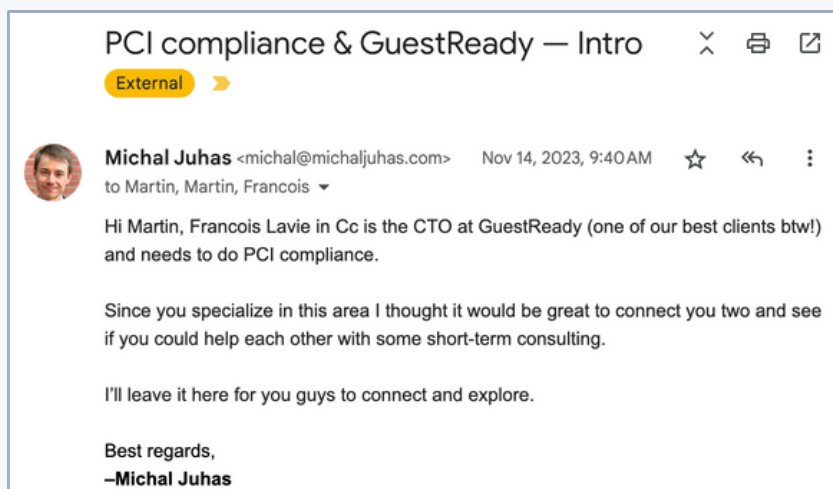 PCI compliance & GuestReady — Intro
External
Michal Juhas <michal@michaljuhas.com> Nov 14, 2023, 9:40 AM
to Martin, Martin, Francois
Hi Martin, Francois Lavie in Cc is the CTO at GuestReady (one of our best clients btw!)
and needs to do PCI compliance.
Since you specialize in this area I thought it would be great to connect you two and see
if you could help each other with some short-term consulting.
I'll leave it here for you guys to connect and explore.
Best regards,
–Michal Juhas